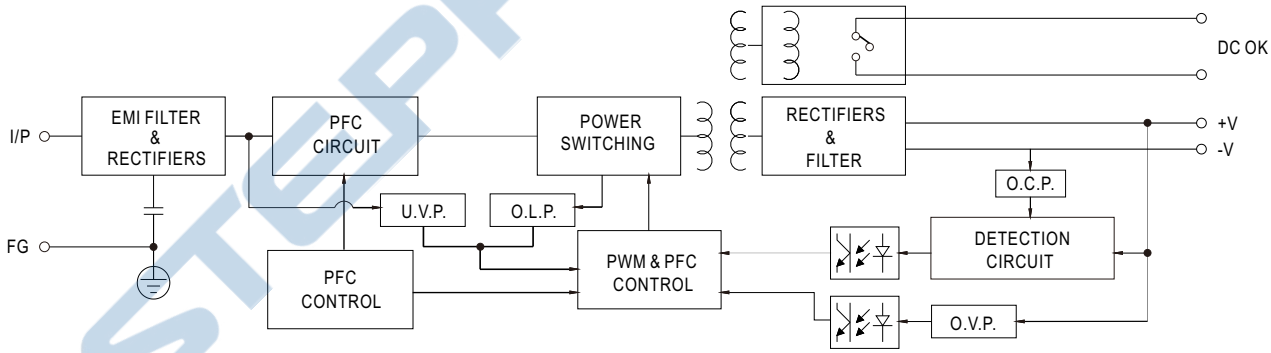 DC OK
I/P
EMI FILTER
&
RECTIFIERS
PFC
CIRCUIT
POWER
SWITCHING
RECTIFIERS
&
FILTER
+V
-V
O.C.P.
U.V.P.
O.L.P.
FG
PFC
CONTROL
PWM & PFC
CONTROL
DETECTION
CIRCUIT
O.V.P.
STEPP